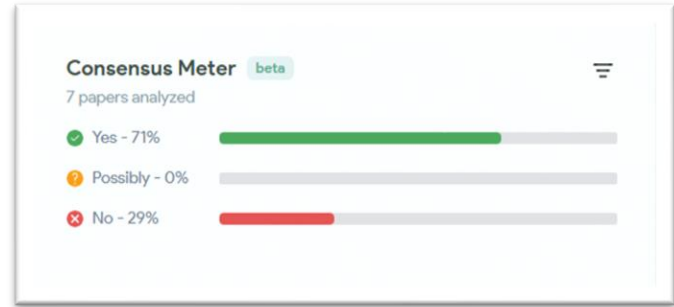 Consensus Meter beta
7 papers analyzed
Yes - 71%
? Possibly - 0%
No - 29%